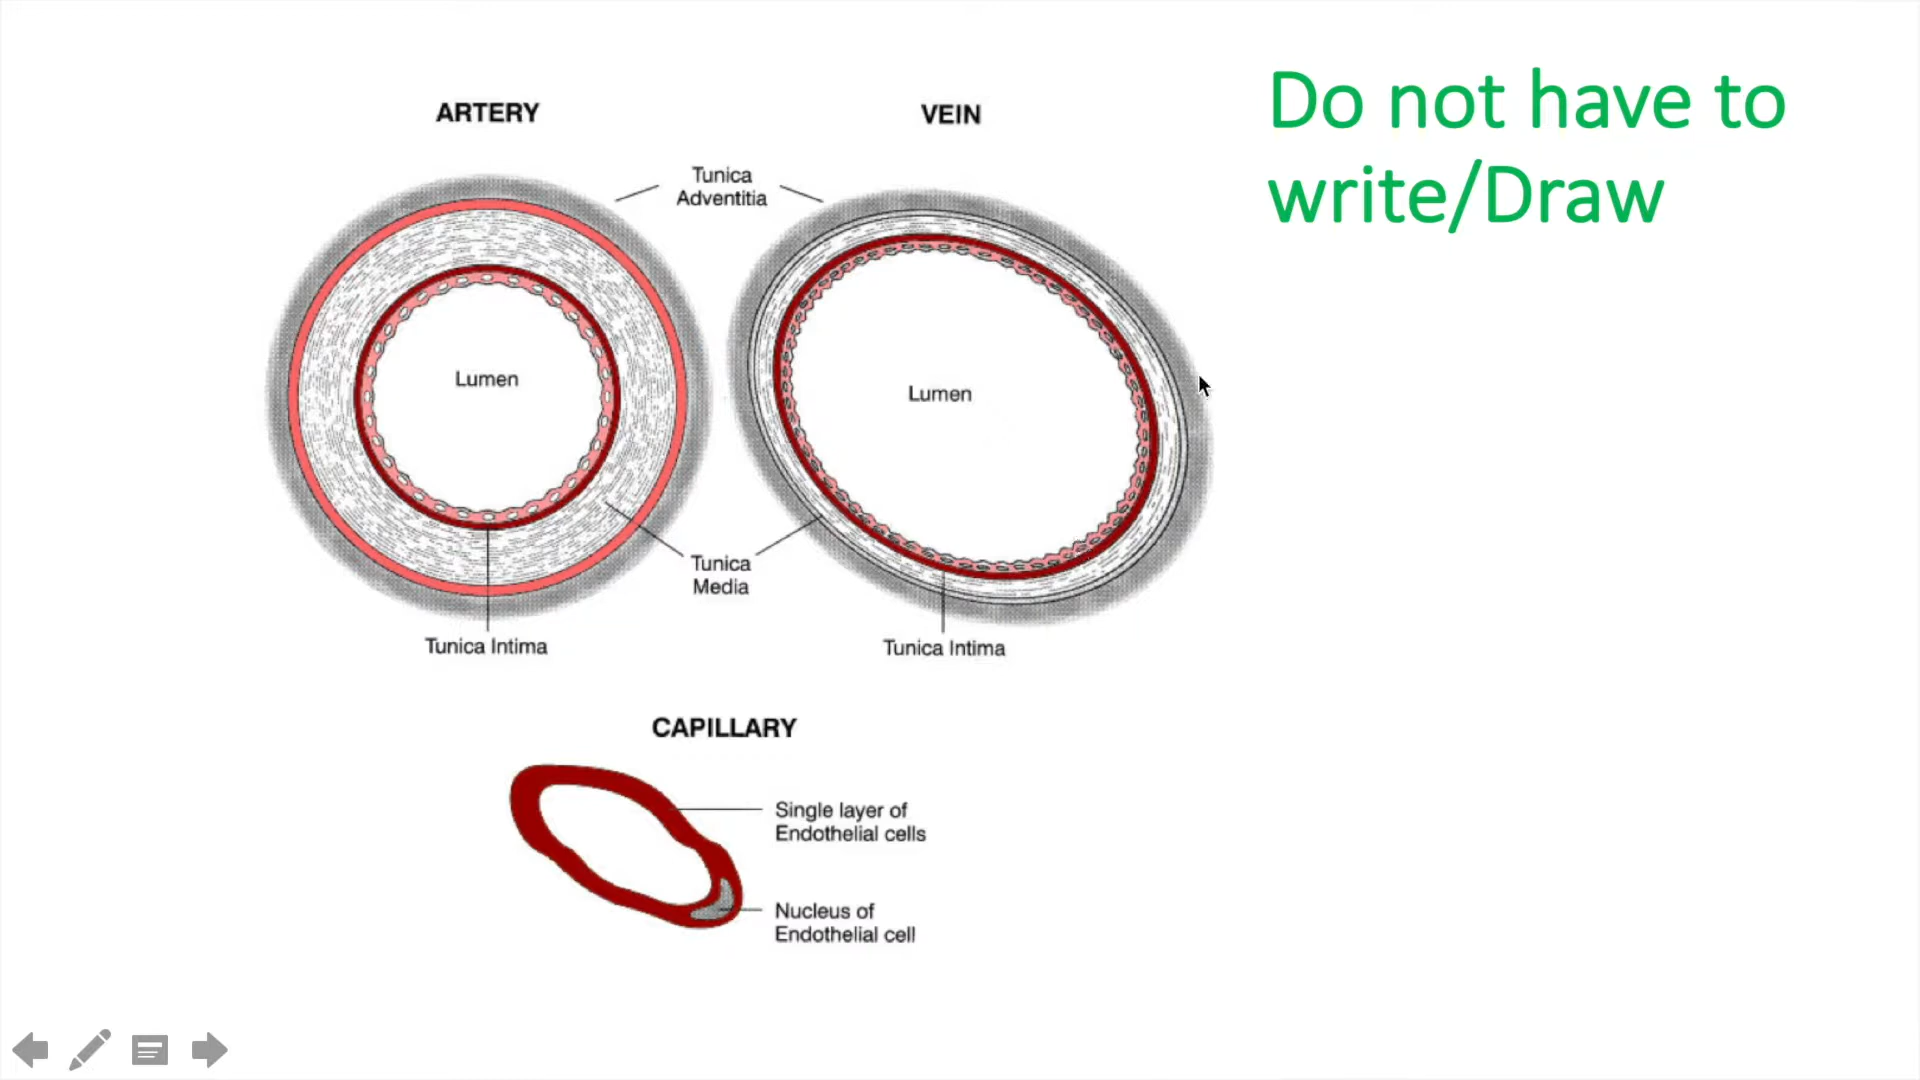 Do not have to
write/Draw
ARTERY
VEIN
Tunica
Adventitia
Lumen
Lumen
Tunica
Media
Tunica Intima
Tunica Intima
CAPILLARY
Single layer of
Endothelial cells
Nucleus of
Endothelial cell